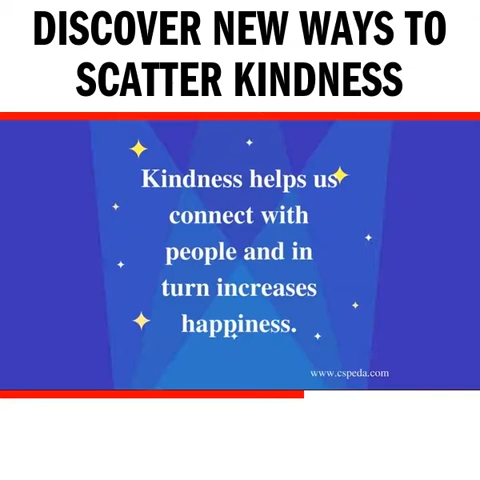 DISCOVER NEW WAYS TO
SCATTER KINDNESS
Kindness helps us
connect with
people and in
turn increases
happiness.
www.cspeda.com